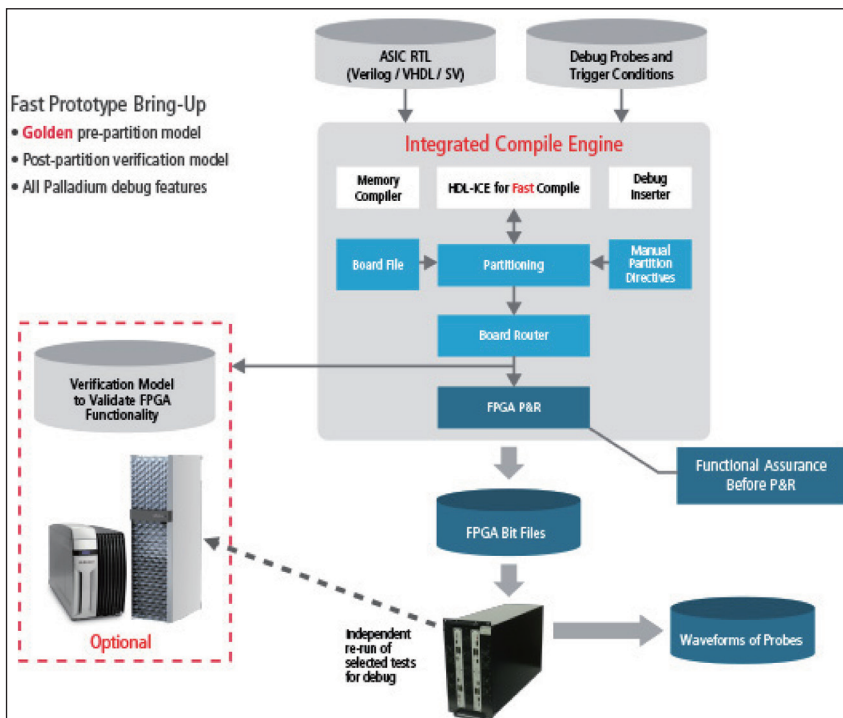 ASIC RTL
(Verilog / VHDL / SV)
Debug Probes and
Trigger Conditions
Fast Prototype Bring-Up
• Golden pre-partition model
• Post-partition verification model
• All Palladium debug features
Integrated Compile Engine
Memory
Compiler
HDL-ICE for Fast Compile
Debug
Inserter
Board File
Partitioning
Manual
Partition
Directives
Board Router
Verification Model
to Validate FPGA
Functionality
FPGA P&R
Functional Assurance
Before P&R
FPGA Bit Files
Optional
Independent
re-run of
selected tests
for debug
Waveforms of Probes